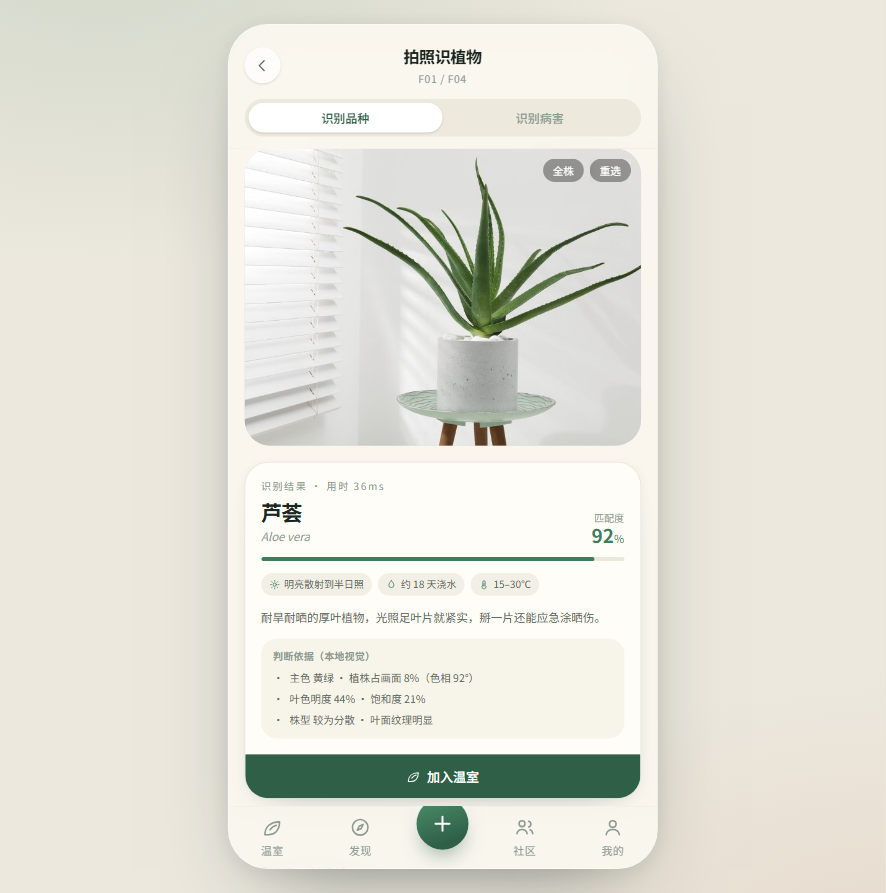 拍照识植物
F01 / F04
识别品种
识别病害
全株
重选
识别结果 · 用时 36ms
芦荟
Aloe vera
匹配度
92%
明亮散射到半日照
约 18 天浇水
15–30°C
耐旱耐晒的厚叶植物，光照足叶片就紧实，掰一片还能应急涂晒伤。
判断依据（本地视觉）
· 主色 黄绿 · 植株占画面 8%（色相 92°）
· 叶色明度 44% · 饱和度 21%
· 株型 较为分散 · 叶面纹理明显
加入温室
温室
发现
社区
我的